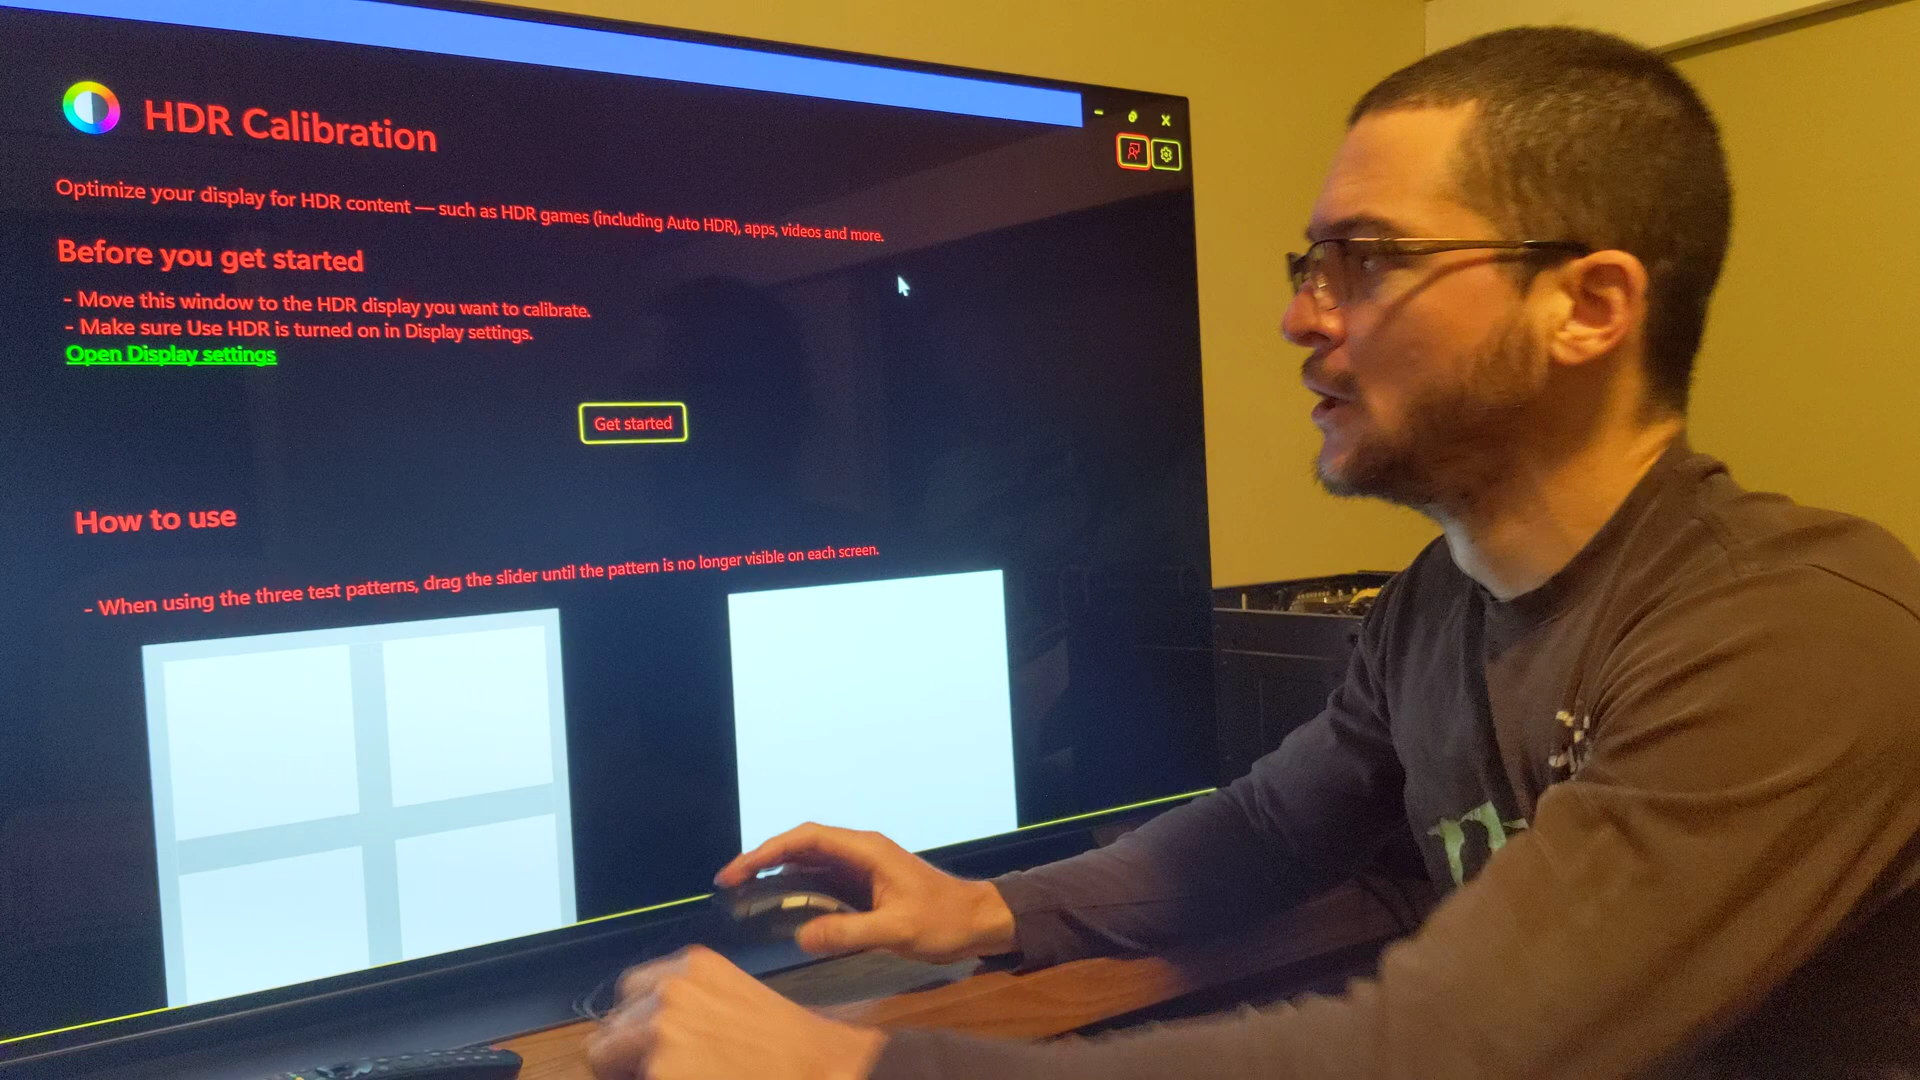 HDR Calibration
Optimize your display for HDR content — such as HDR games (including Auto HDR), apps, videos and more.
Before you get started
- Move this window to the HDR display you want to calibrate.
- Make sure Use HDR is turned on in Display settings.
Open Display settings
Get started
How to use
- When using the three test patterns, drag the slider until the pattern is no longer visible on each screen.